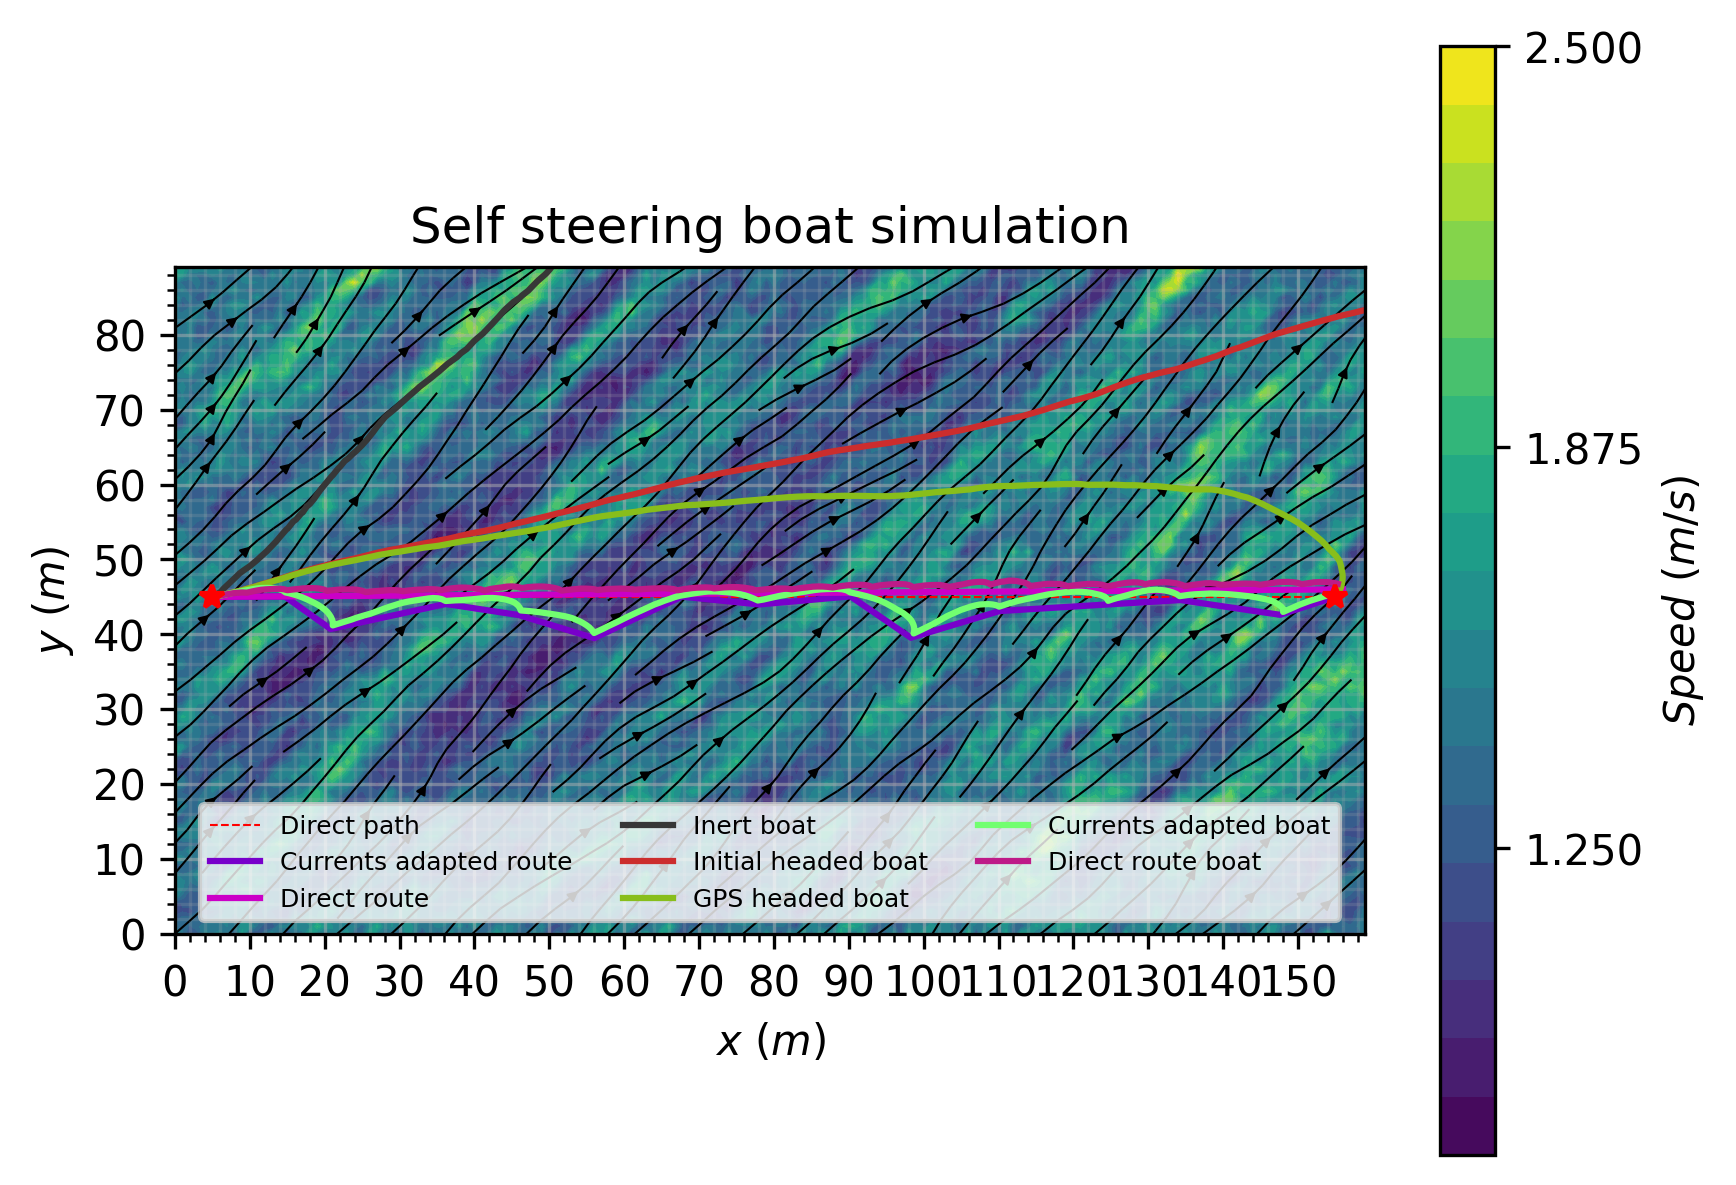 Self steering boat simulation
2.500
1.875
1.250
Speed (m/s)
80
70
60
50
40
30
20
10
0
y (m)
Direct path
Currents adapted route
Direct route
Inert boat
Initial headed boat
GPS headed boat
Currents adapted boat
Direct route boat
0 10 20 30 40 50 60 70 80 90 100 110 120 130 140 150
x (m)